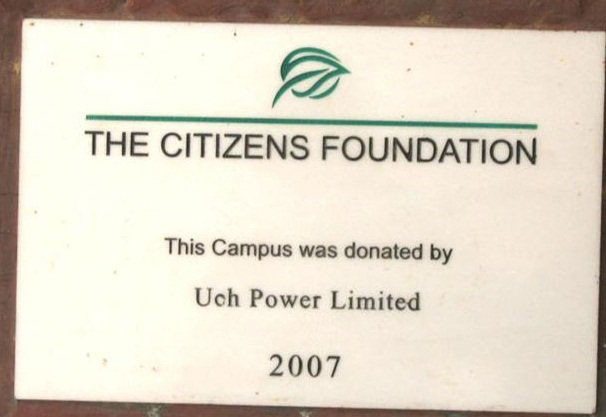 THE CITIZENS FOUNDATION
This Campus was donated by
Uch Power Limited
2007